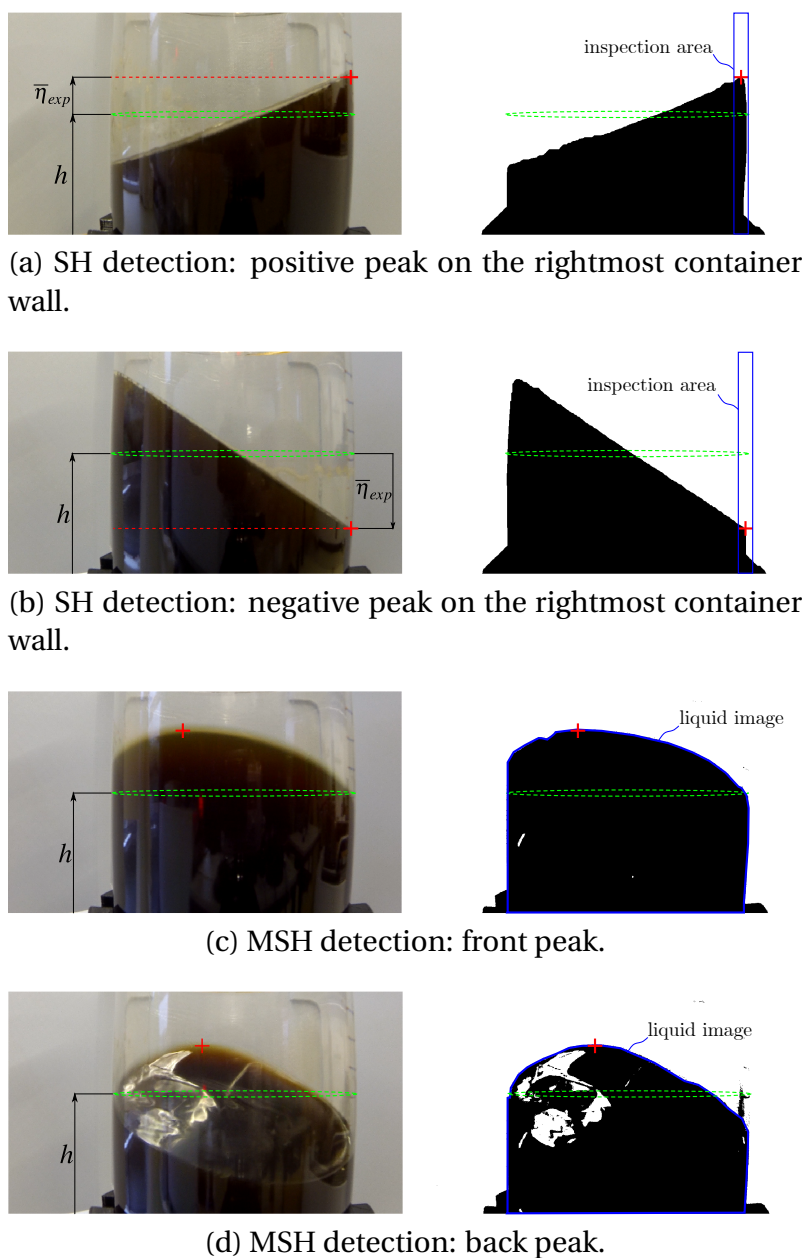 inspection area
η̅exp
h
(a) SH detection: positive peak on the rightmost container
wall.
inspection area
η̅exp
h
(b) SH detection: negative peak on the rightmost container
wall.
liquid image
h
(c) MSH detection: front peak.
liquid image
h
(d) MSH detection: back peak.